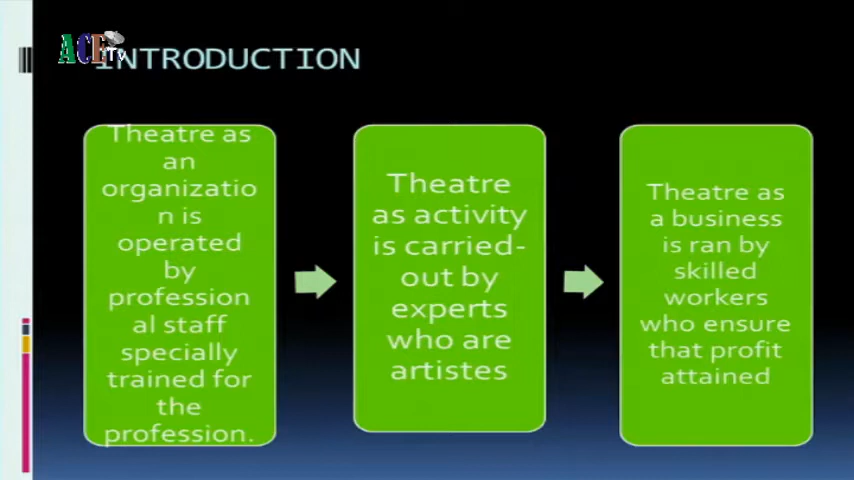 ACE Tv
INTRODUCTION
Theatre as
an
organizatio
n is
operated
by
profession
al staff
specially
trained for
the
profession.
Theatre
as activity
is carried-
out by
experts
who are
artistes
Theatre as
a business
is ran by
skilled
workers
who ensure
that profit
attained